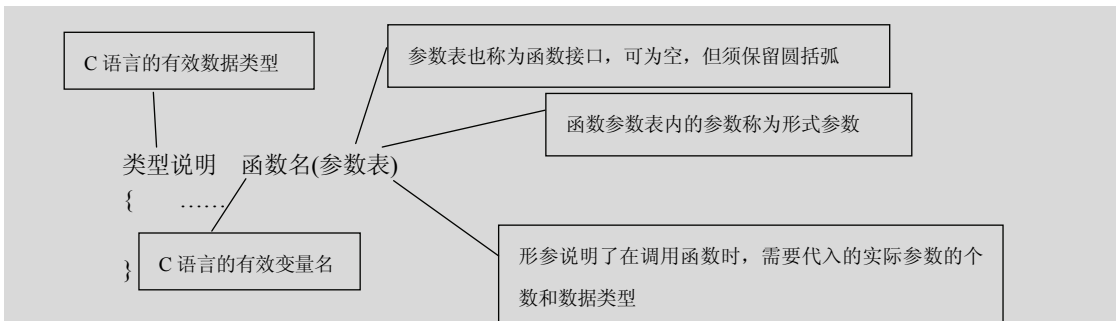 C 语言的有效数据类型
参数表也称为函数接口，可为空，但须保留圆括弧
函数参数表内的参数称为形式参数
类型说明 函数名(参数表)
{ ……
C 语言的有效变量名
}
形参说明了在调用函数时，需要代入的实际参数的个
数和数据类型